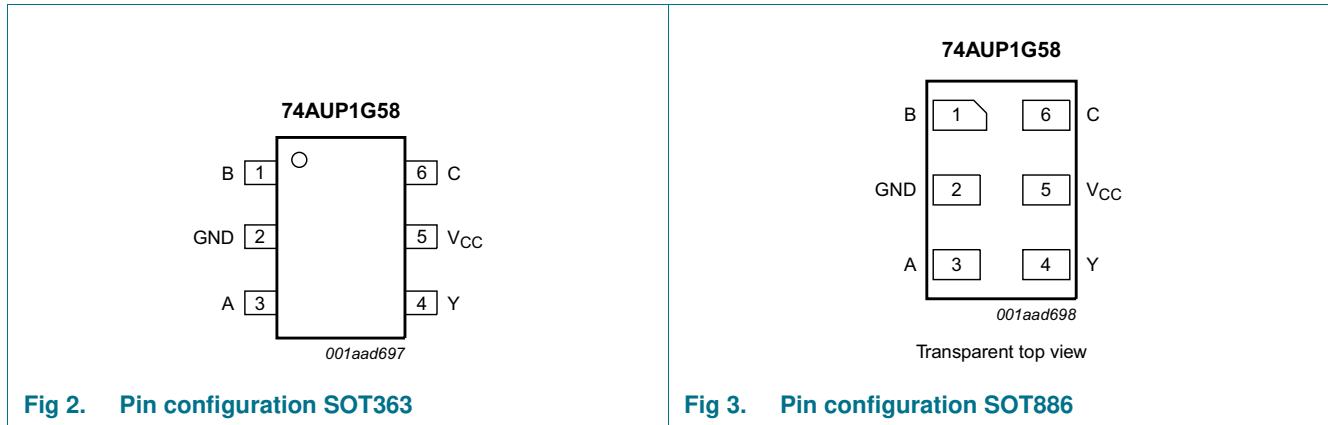 74AUP1G58
B 1 6 C
GND 2 5 VCC
A 3 4 Y
001aad697
Fig 2. Pin configuration SOT363
74AUP1G58
B 1 6 C
GND 2 5 VCC
A 3 4 Y
001aad698
Transparent top view
Fig 3. Pin configuration SOT886